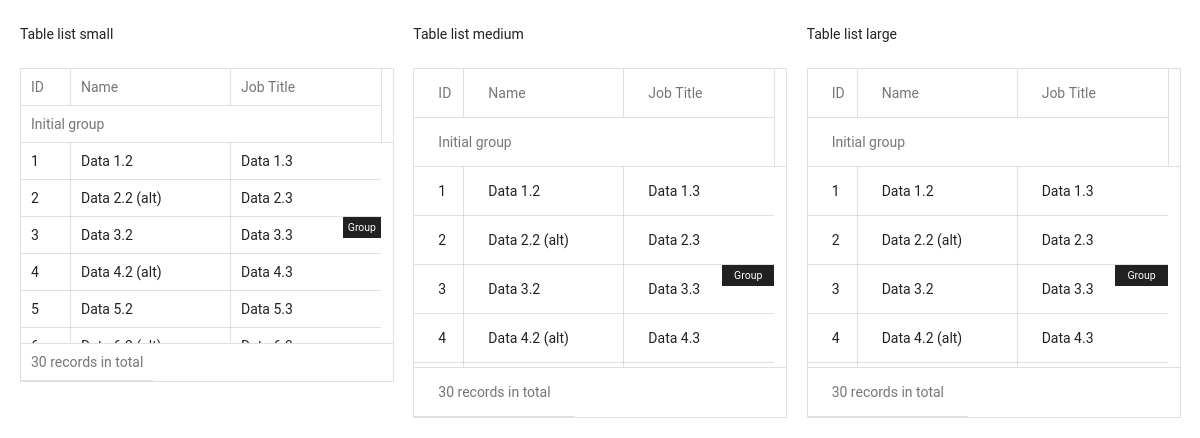 Table list small
ID Name Job Title
Initial group
1 Data 1.2 Data 1.3
2 Data 2.2 (alt) Data 2.3
Group
3 Data 3.2 Data 3.3
4 Data 4.2 (alt) Data 4.3
5 Data 5.2 Data 5.3
30 records in total
Table list medium
ID Name Job Title
Initial group
1 Data 1.2 Data 1.3
2 Data 2.2 (alt) Data 2.3
Group
3 Data 3.2 Data 3.3
4 Data 4.2 (alt) Data 4.3
30 records in total
Table list large
ID Name Job Title
Initial group
1 Data 1.2 Data 1.3
2 Data 2.2 (alt) Data 2.3
Group
3 Data 3.2 Data 3.3
4 Data 4.2 (alt) Data 4.3
30 records in total